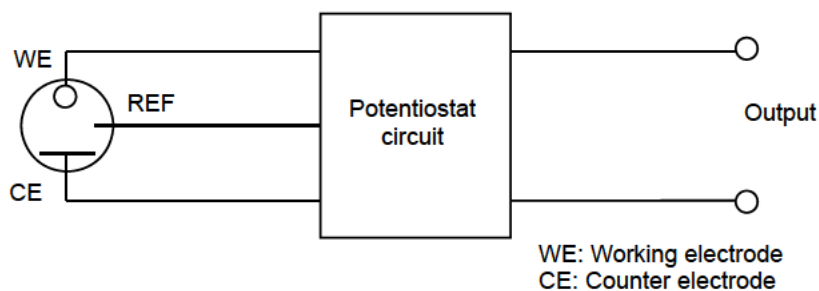 WE
REF
CE
Potentiostat
circuit
Output
WE: Working electrode
CE: Counter electrode